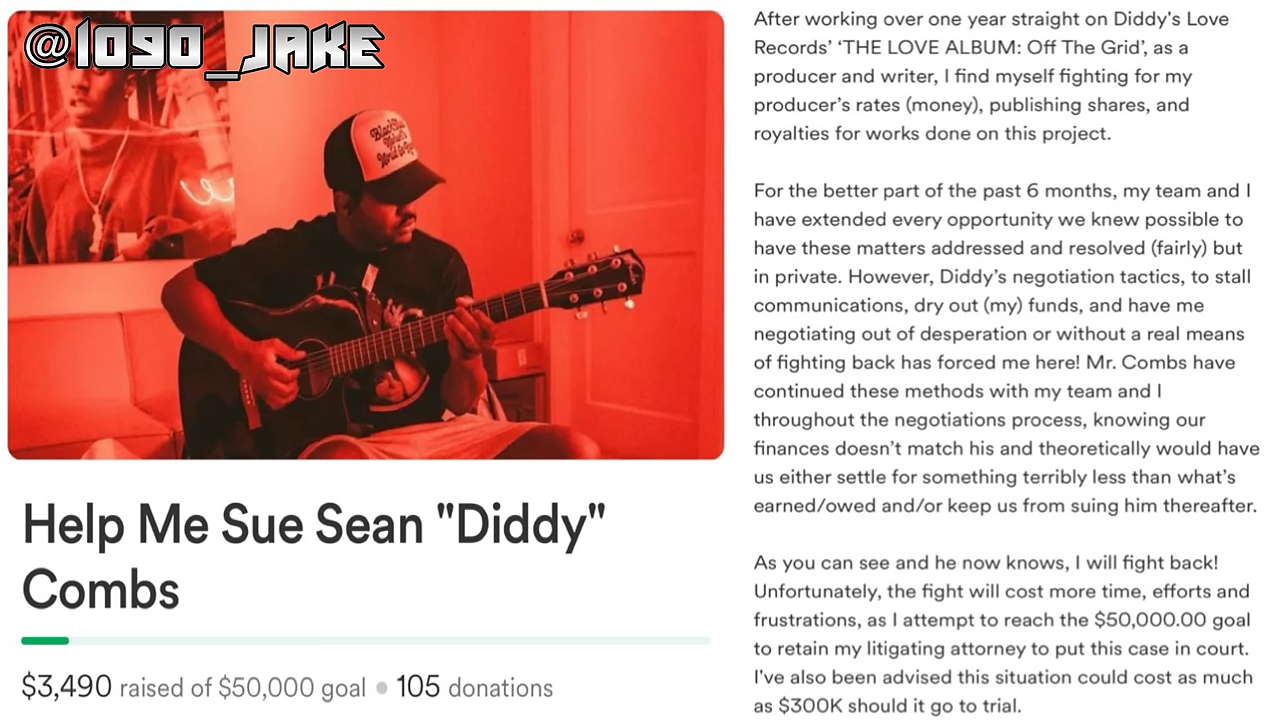 @1090_JAKE
Help Me Sue Sean "Diddy"
Combs
$3,490 raised of $50,000 goal • 105 donations
After working over one year straight on Diddy's Love
Records’ ‘THE LOVE ALBUM: Off The Grid’, as a
producer and writer, I find myself fighting for my
producer’s rates (money), publishing shares, and
royalties for works done on this project.
For the better part of the past 6 months, my team and I
have extended every opportunity we knew possible to
have these matters addressed and resolved (fairly) but
in private. However, Diddy’s negotiation tactics, to stall
communications, dry out (my) funds, and have me
negotiating out of desperation or without a real means
of fighting back has forced me here! Mr. Combs have
continued these methods with my team and I
throughout the negotiations process, knowing our
finances doesn’t match his and theoretically would have
us either settle for something terribly less than what’s
earned/owed and/or keep us from suing him thereafter.
As you can see and he now knows, I will fight back!
Unfortunately, the fight will cost more time, efforts and
frustrations, as I attempt to reach the $50,000.00 goal
to retain my litigating attorney to put this case in court.
I've also been advised this situation could cost as much
as $300K should it go to trial.